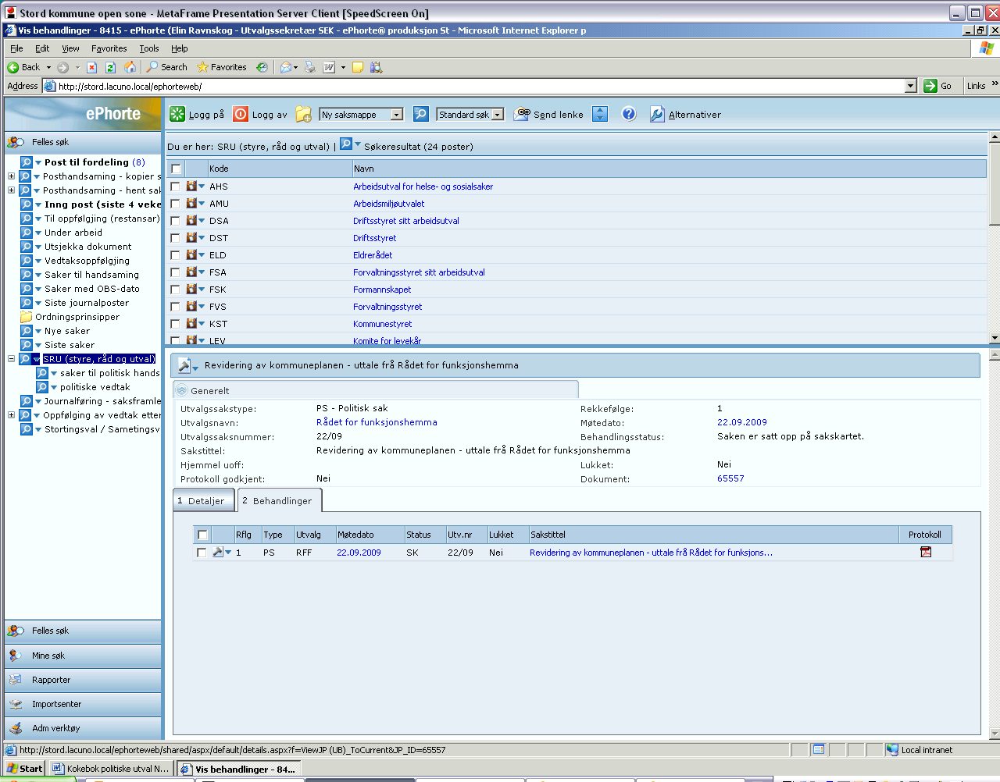 Stord kommune open sone - MetaFrame Presentation Server Client [SpeedScreen On]
Vis behandlinger - 8415 - ePhorte (Elin Ravnskog - Utvalgssekretær SEK - ePhorte® produksjon St - Microsoft Internet Explorer p
File Edit View Favorites Tools Help
Back Search Favorites
Address http://stord.lacuno.local/ephorteweb/ Go Links »
ePhorte
Logg på Logg av Ny saksmappe Standard søk Send lenke Alternativer
Felles søk
Post til fordeling (8)
Posthandsaming - kopier s
Posthandsaming - hent sak
Inng post (siste 4 veke
Til oppfølgjing (restansar)
Under arbeid
Utsjekka dokument
Vedtaksoppfølgjing
Saker til handsaming
Saker med OBS-dato
Siste journalposter
Ordningsprinsipper
Nye saker
Siste saker
SRU (styre, råd og utval)
saker til politisk hands
politiske vedtak
Journalføring - saksframle
Oppfølging av vedtak etter
Stortingsval / Sametingsv
Felles søk
Mine søk
Rapporter
Importsenter
Adm verktøy
Du er her: SRU (styre, råd og utval) | Søkeresultat (24 poster)
Kode Navn
AHS Arbeidsutval for helse- og sosialsaker
AMU Arbeidsmiljøutvalet
DSA Driftsstyret sitt arbeidsutval
DST Driftsstyret
ELD Eldrerådet
FSA Forvaltningsstyret sitt arbeidsutval
FSK Formannskapet
FVS Forvaltningsstyret
KST Kommunestyret
LEV Komite for levekår
Revidering av kommuneplanen - uttale frå Rådet for funksjonshemma
Generelt
Utvalgssakstype: PS - Politisk sak Rekkefølge: 1
Utvalgsnavn: Rådet for funksjonshemma Møtedato: 22.09.2009
Utvalgssaksnummer: 22/09 Behandlingsstatus: Saken er satt opp på sakskartet.
Sakstittel: Revidering av kommuneplanen - uttale frå Rådet for funksjonshemma
Hjemmel uoff: Lukket: Nei
Protokoll godkjent: Nei Dokument: 65557
1 Detaljer 2 Behandlinger
Rflg Type Utvalg Møtedato Status Utv.nr Lukket Sakstittel Protokoll
1 PS RFF 22.09.2009 SK 22/09 Nei Revidering av kommuneplanen - uttale frå Rådet for funksjons...
http://stord.lacuno.local/ephorteweb/shared/aspx/default/details.aspx?f=ViewJP (UB)_ToCurrent&JP_ID=65557 Local intranet
Start Kokebok politiske utval N... Vis behandlinger - 84...